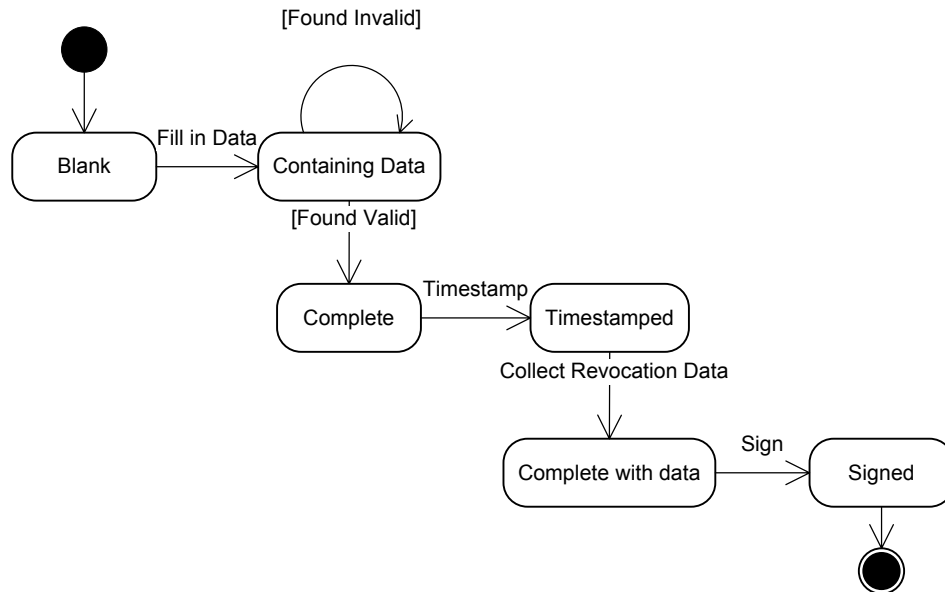 [Found Invalid]
Fill in Data
Blank
Containing Data
[Found Valid]
Timestamp
Complete
Timestamped
Collect Revocation Data
Sign
Complete with data
Signed